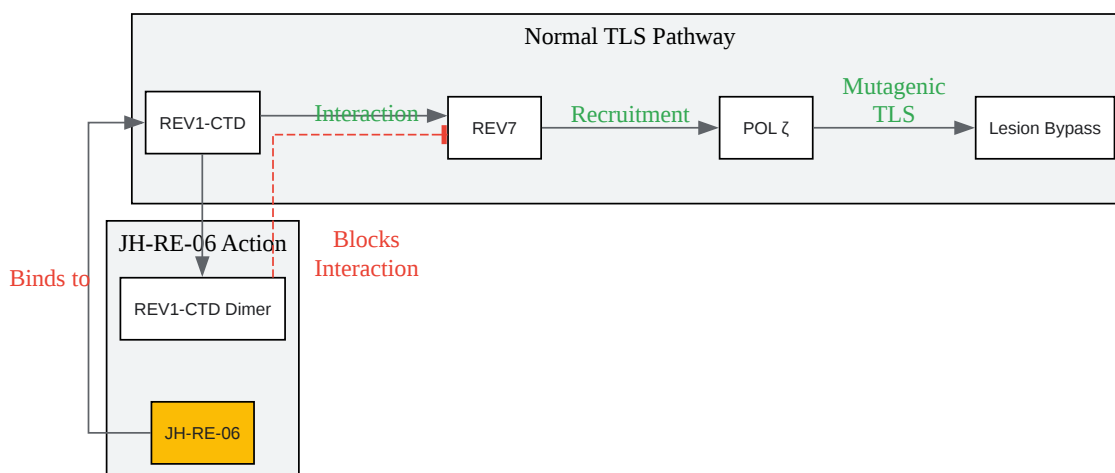 Normal TLS Pathway
REV1-CTD
Interaction
REV7
Recruitment
POL ζ
Mutagenic
TLS
Lesion Bypass
JH-RE-06 Action
Blocks
Interaction
Binds to
REV1-CTD Dimer
JH-RE-06